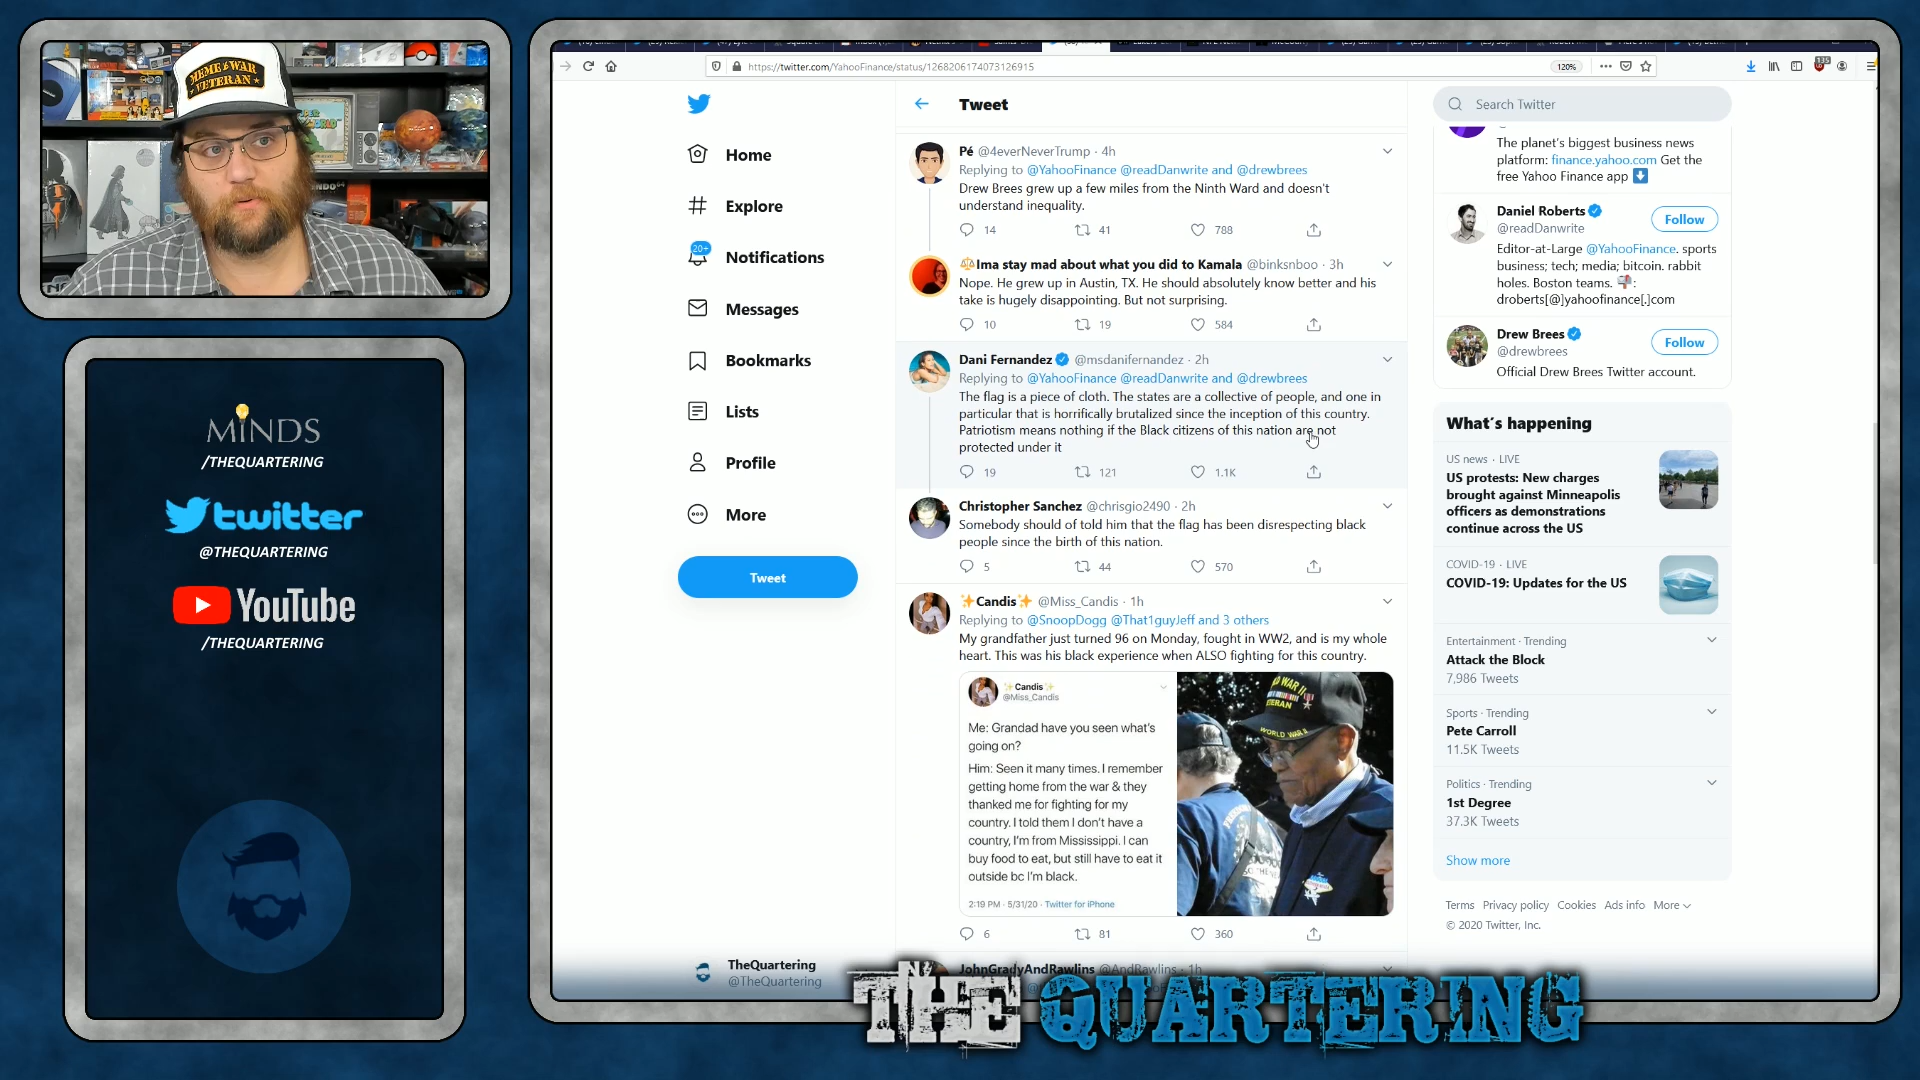 MEME WAR
VETERAN
MINDS
/THEQUARTERING
twitter
@THEQUARTERING
YouTube
/THEQUARTERING
https://twitter.com/YahooFinance/status/1268206174073126915
120%
135
Home
Explore
20+
Notifications
Messages
Bookmarks
Lists
Profile
More
Tweet
TheQuartering
@TheQuartering
Tweet
Pé @4everNeverTrump · 4h
Replying to @YahooFinance @readDanwrite and @drewbrees
Drew Brees grew up a few miles from the Ninth Ward and doesn't
understand inequality.
14 41 788
Ima stay mad about what you did to Kamala @binksnboo · 3h
Nope. He grew up in Austin, TX. He should absolutely know better and his
take is hugely disappointing. But not surprising.
10 19 584
Dani Fernandez @msdanifernandez · 2h
Replying to @YahooFinance @readDanwrite and @drewbrees
The flag is a piece of cloth. The states are a collective of people, and one in
particular that is horrifically brutalized since the inception of this country.
Patriotism means nothing if the Black citizens of this nation are not
protected under it
19 121 1.1K
Christopher Sanchez @chrisgio2490 · 2h
Somebody should of told him that the flag has been disrespecting black
people since the birth of this nation.
5 44 570
✨Candis✨ @Miss_Candis · 1h
Replying to @SnoopDogg @That1guyJeff and 3 others
My grandfather just turned 96 on Monday, fought in WW2, and is my whole
heart. This was his black experience when ALSO fighting for this country.
✨Candis✨
@Miss_Candis
Me: Grandad have you seen what's
going on?
Him: Seen it many times. I remember
getting home from the war & they
thanked me for fighting for my
country. I told them I don't have a
country, I'm from Mississippi. I can
buy food to eat, but still have to eat it
outside bc I'm black.
2:19 PM · 5/31/20 · Twitter for iPhone
WAR II
VETERAN
WORLD WAR II
6 81 360
JohnGradyAndRawlins @AndRawlins · 1h
Search Twitter
The planet's biggest business news
platform: finance.yahoo.com Get the
free Yahoo Finance app
Daniel Roberts
@readDanwrite
Follow
Editor-at-Large @YahooFinance. sports
business; tech; media; bitcoin. rabbit
holes. Boston teams. :
droberts[@]yahoofinance[.]com
Drew Brees
@drewbrees
Follow
Official Drew Brees Twitter account.
What's happening
US news · LIVE
US protests: New charges
brought against Minneapolis
officers as demonstrations
continue across the US
COVID-19 · LIVE
COVID-19: Updates for the US
Entertainment · Trending
Attack the Block
7,986 Tweets
Sports · Trending
Pete Carroll
11.5K Tweets
Politics · Trending
1st Degree
37.3K Tweets
Show more
Terms Privacy policy Cookies Ads info More
© 2020 Twitter, Inc.
THE QUARTERING